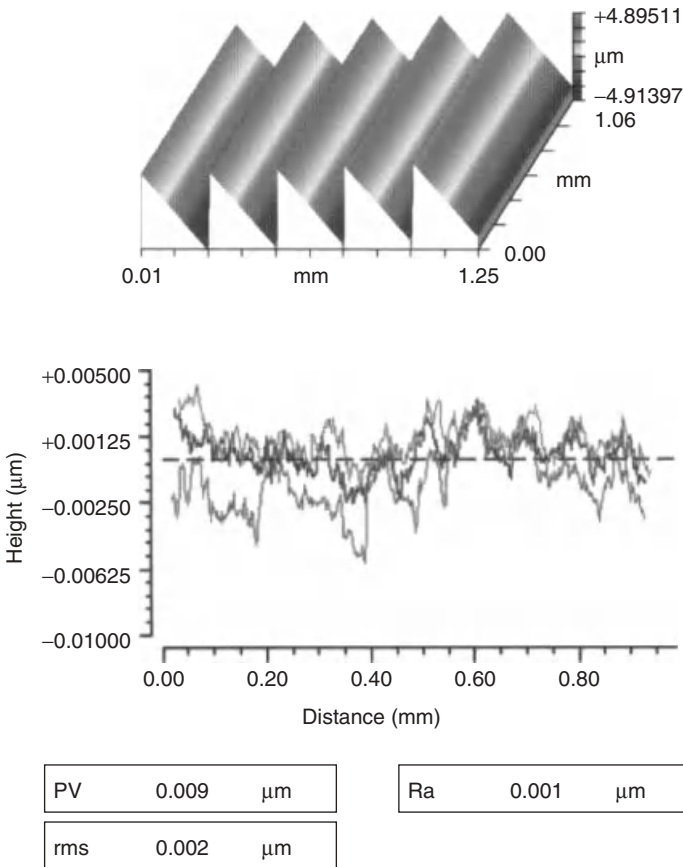 +4.89511
μm
−4.91397
1.06
mm
0.00
0.01 mm 1.25
+0.00500
+0.00125
−0.00250
−0.00625
−0.01000
Height (μm)
0.00 0.20 0.40 0.60 0.80
Distance (mm)
PV 0.009 μm Ra 0.001 μm
rms 0.002 μm